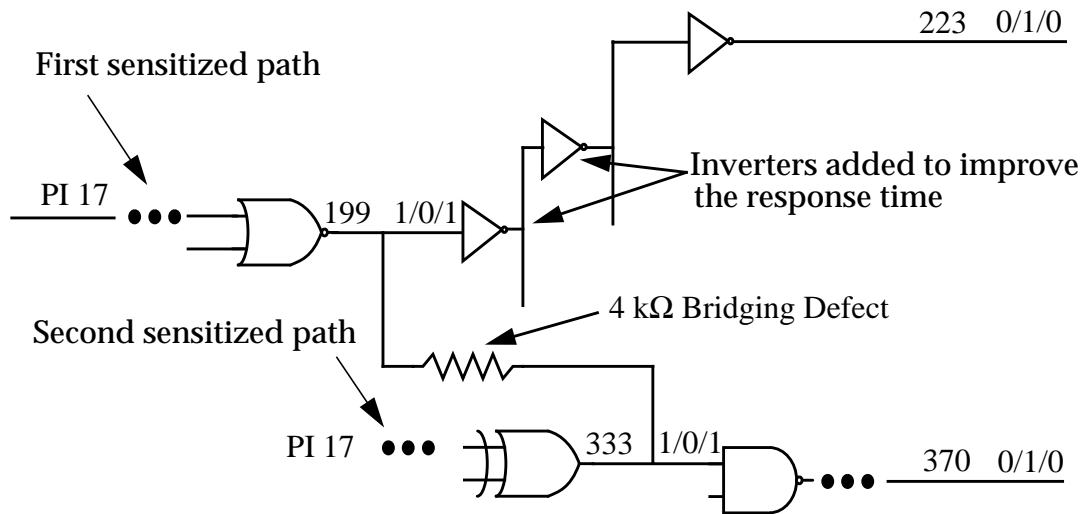 223 0/1/0
First sensitized path
Inverters added to improve
the response time
PI 17
199 1/0/1
4 kΩ Bridging Defect
Second sensitized path
PI 17
333 1/0/1
370 0/1/0